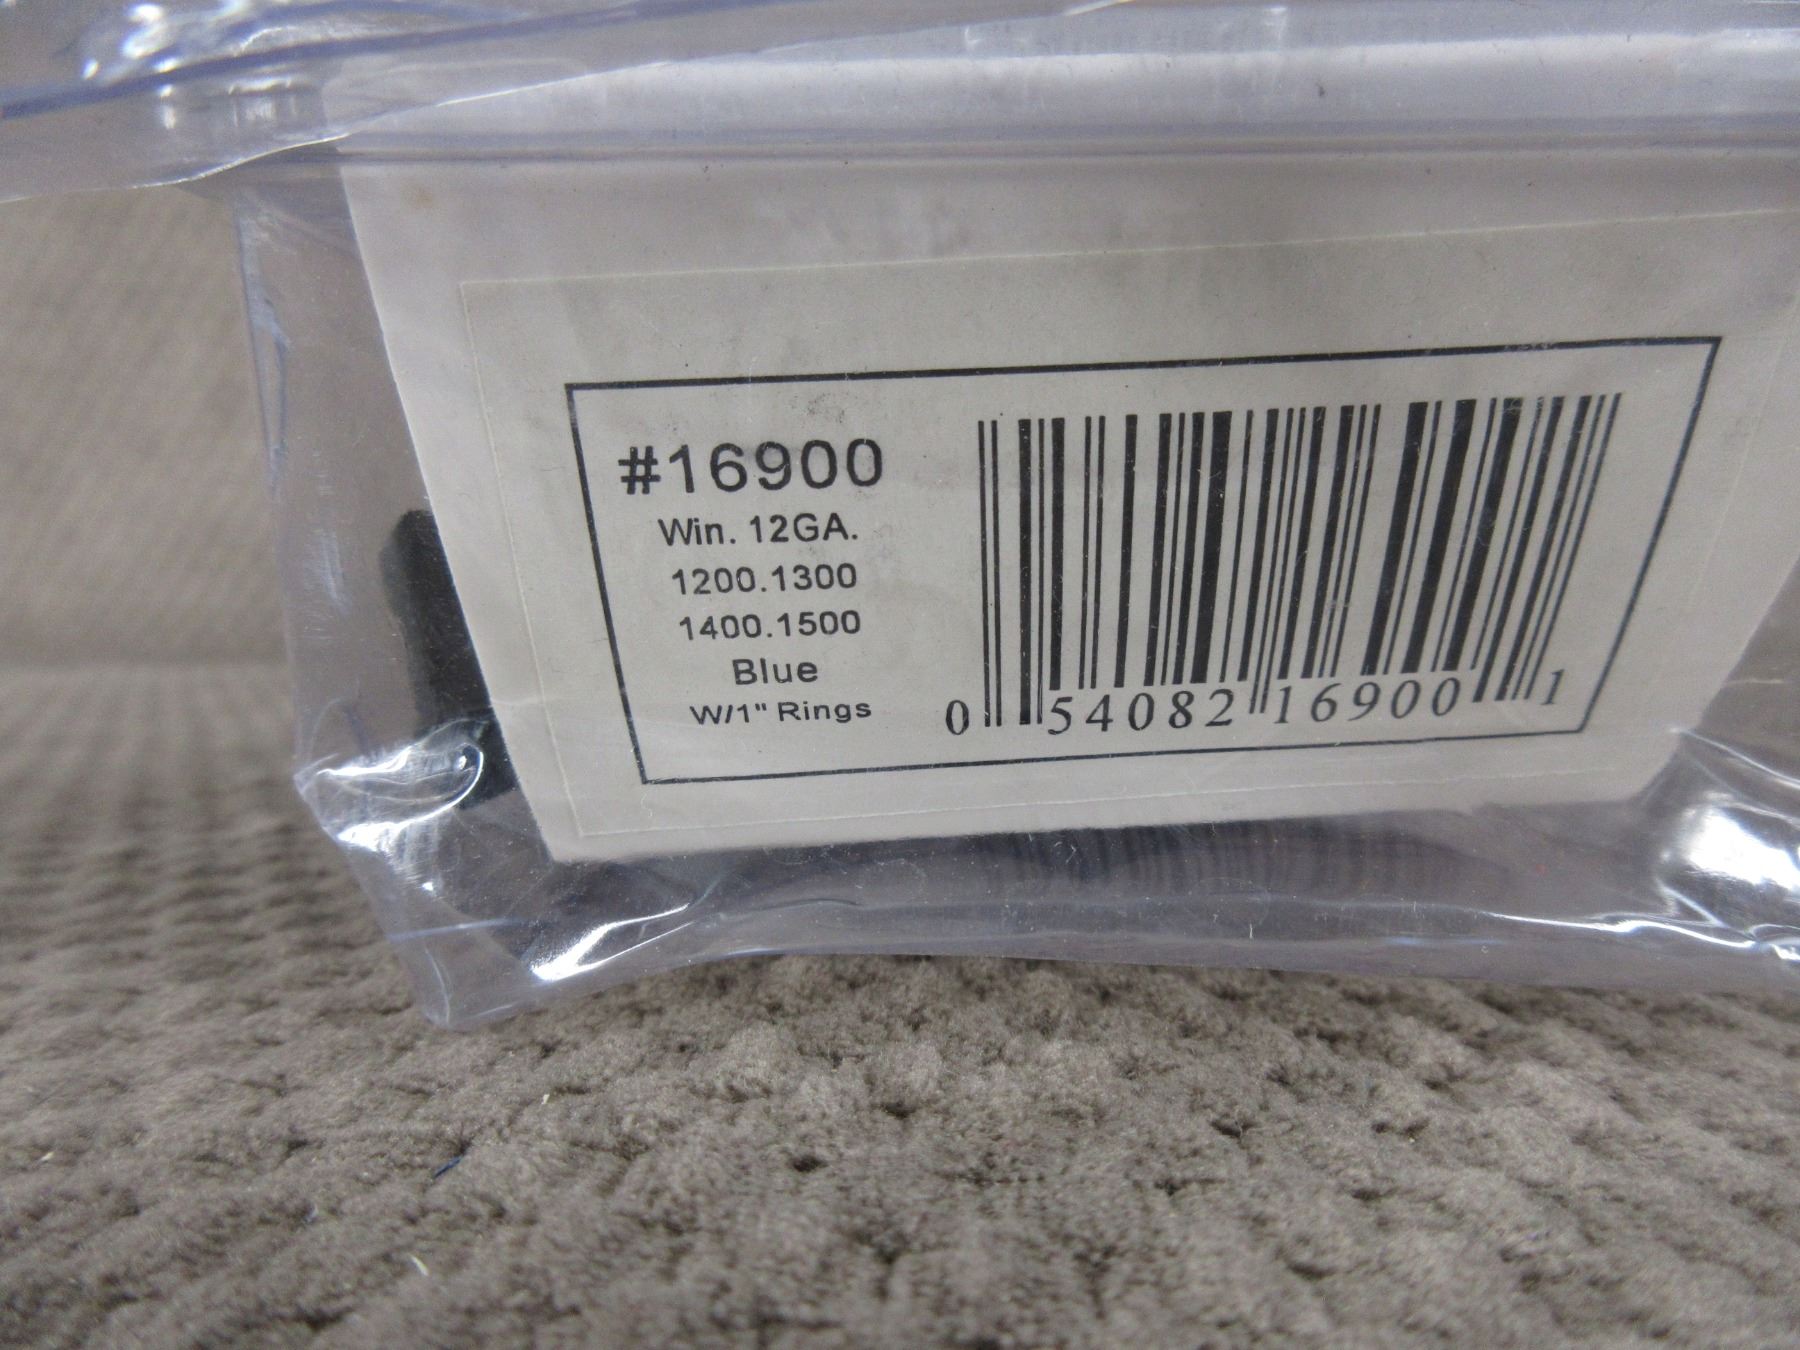 #16900
Win. 12GA.
1200.1300
1400.1500
Blue
W/1" Rings
0 54082 16900 1